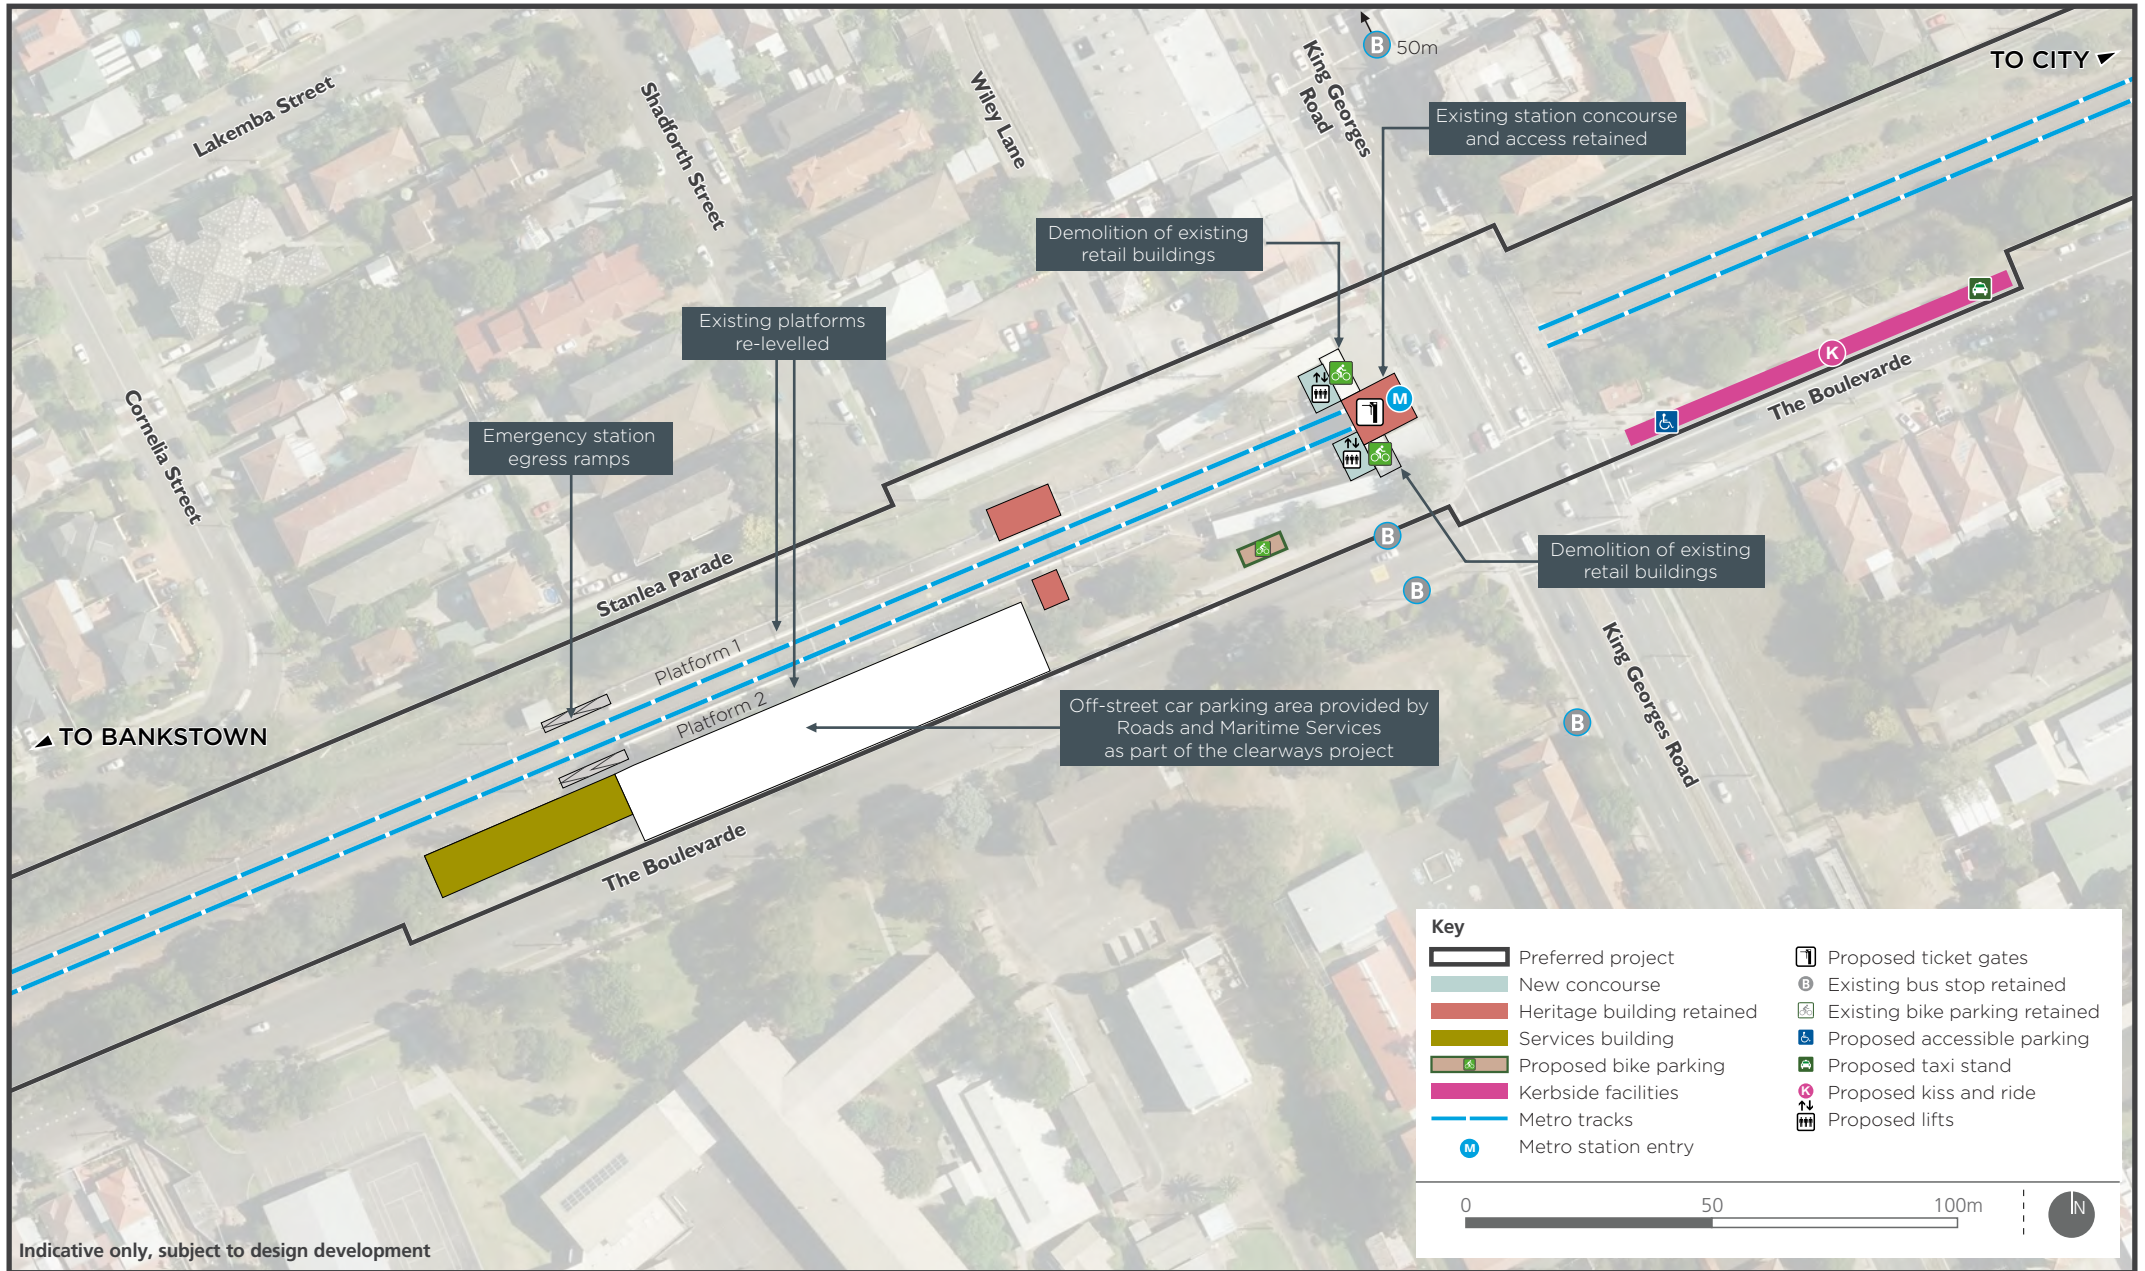 B 50m
TO CITY
King Georges
Road
Lakemba Street
Shadforth Street
Wiley Lane
Existing station concourse
and access retained
Demolition of existing
retail buildings
Existing platforms
re-levelled
K
The Boulevarde
M
Cornelia Street
Emergency station
egress ramps
B
Demolition of existing
retail buildings
B
Stanlea Parade
Platform 1
Platform 2
King Georges Road
B
Off-street car parking area provided by
Roads and Maritime Services
as part of the clearways project
TO BANKSTOWN
The Boulevarde
Key
Preferred project
New concourse
Heritage building retained
Services building
Proposed bike parking
Kerbside facilities
Metro tracks
M Metro station entry
Proposed ticket gates
B Existing bus stop retained
Existing bike parking retained
Proposed accessible parking
Proposed taxi stand
K Proposed kiss and ride
Proposed lifts
0 50 100m
N
Indicative only, subject to design development